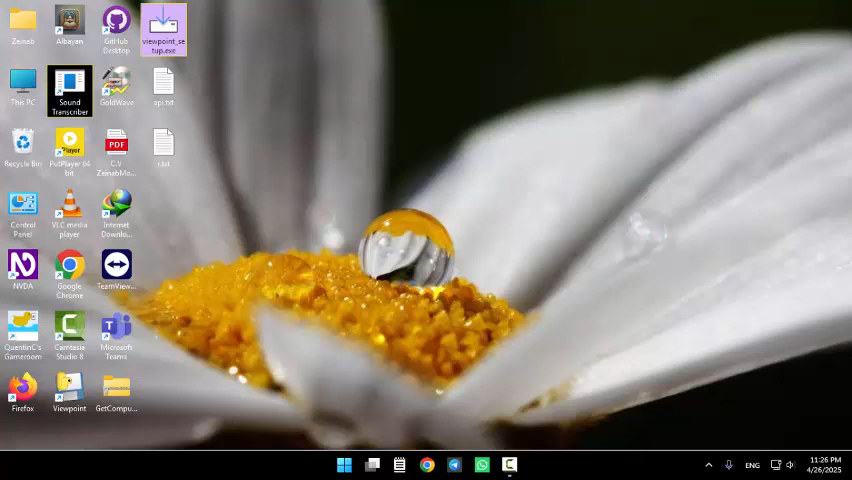 Zeinab
Albayan
GitHub
Desktop
viewpoint_se
tup.exe
This PC
Sound
Transcriber
GoldWave
api.txt
Recycle Bin
PotPlayer 64
bit
PDF
C.V
ZeinabMo...
r.txt
Control
Panel
VLC media
player
Internet
Downlo...
NVDA
Google
Chrome
TeamView...
QuentinC's
Gameroom
Camtasia
Studio 8
Microsoft
Teams
Firefox
Viewpoint
GetCompu...
ENG
11:26 PM
4/26/2025